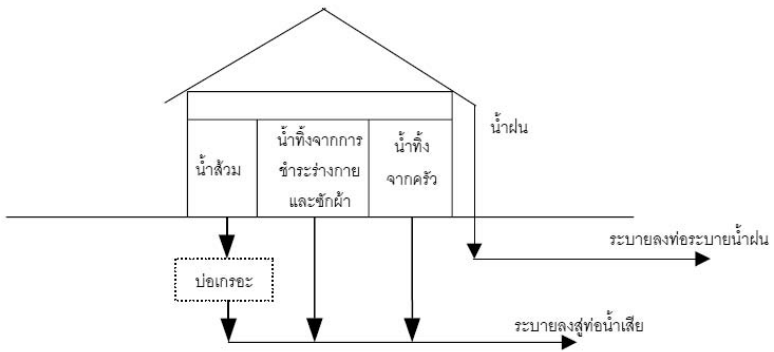 น้ำฝน
น้ำส้วม
น้ำทิ้งจากการ
ชำระร่างกาย
และซักผ้า
น้ำทิ้ง
จากครัว
ระบายลงท่อระบายน้ำฝน
บ่อเกรอะ
ระบายลงสู่ท่อน้ำเสีย